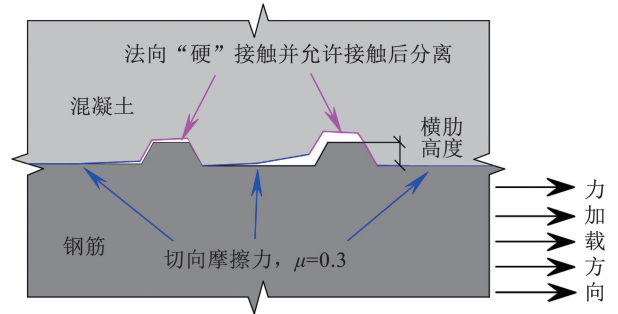 法向“硬”接触并允许接触后分离
混凝土
横肋
高度
钢筋
切向摩擦力，μ=0.3
力
加
载
方
向